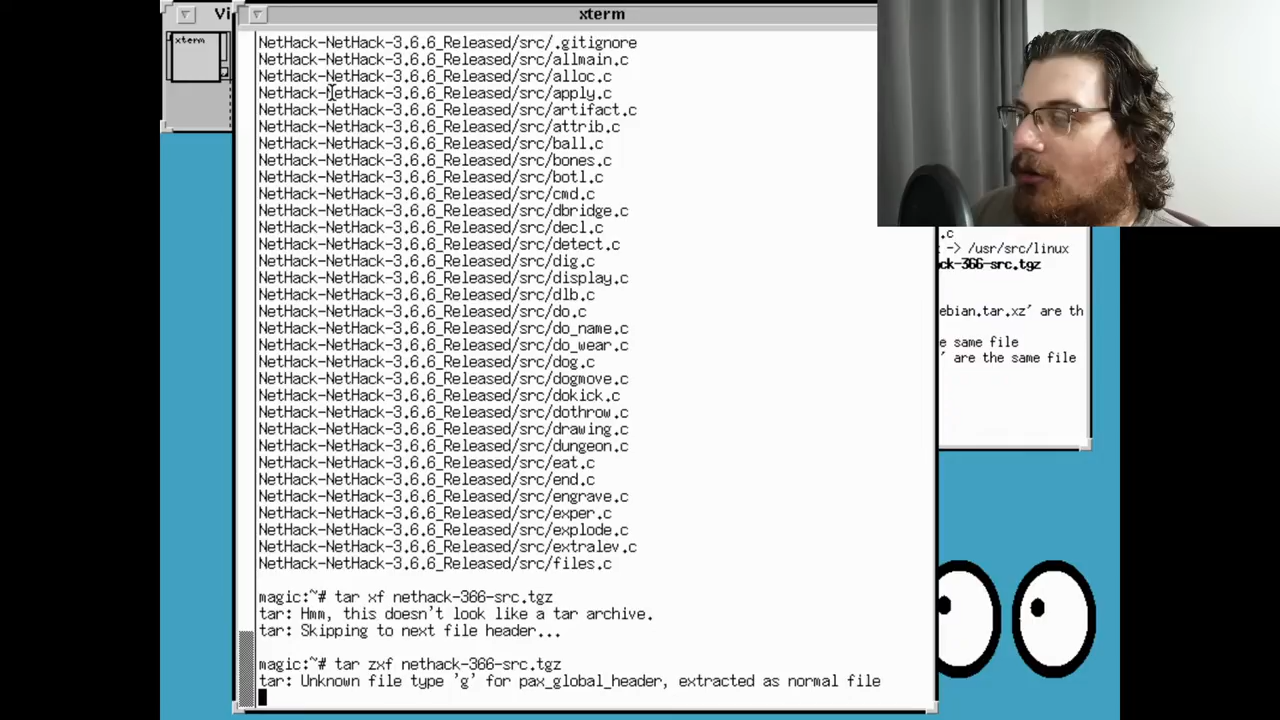 Vi
xterm
xterm
NetHack-NetHack-3.6.6_Released/src/.gitignore
NetHack-NetHack-3.6.6_Released/src/allmain.c
NetHack-NetHack-3.6.6_Released/src/alloc.c
NetHack-NetHack-3.6.6_Released/src/apply.c
NetHack-NetHack-3.6.6_Released/src/artifact.c
NetHack-NetHack-3.6.6_Released/src/attrib.c
NetHack-NetHack-3.6.6_Released/src/ball.c
NetHack-NetHack-3.6.6_Released/src/bones.c
NetHack-NetHack-3.6.6_Released/src/botl.c
NetHack-NetHack-3.6.6_Released/src/cmd.c
NetHack-NetHack-3.6.6_Released/src/dbridge.c
NetHack-NetHack-3.6.6_Released/src/decl.c
NetHack-NetHack-3.6.6_Released/src/detect.c
NetHack-NetHack-3.6.6_Released/src/dig.c
NetHack-NetHack-3.6.6_Released/src/display.c
NetHack-NetHack-3.6.6_Released/src/dlb.c
NetHack-NetHack-3.6.6_Released/src/do.c
NetHack-NetHack-3.6.6_Released/src/do_name.c
NetHack-NetHack-3.6.6_Released/src/do_wear.c
NetHack-NetHack-3.6.6_Released/src/dog.c
NetHack-NetHack-3.6.6_Released/src/dogmove.c
NetHack-NetHack-3.6.6_Released/src/dokick.c
NetHack-NetHack-3.6.6_Released/src/dothrow.c
NetHack-NetHack-3.6.6_Released/src/drawing.c
NetHack-NetHack-3.6.6_Released/src/dungeon.c
NetHack-NetHack-3.6.6_Released/src/eat.c
NetHack-NetHack-3.6.6_Released/src/end.c
NetHack-NetHack-3.6.6_Released/src/engrave.c
NetHack-NetHack-3.6.6_Released/src/exper.c
NetHack-NetHack-3.6.6_Released/src/explode.c
NetHack-NetHack-3.6.6_Released/src/extralev.c
NetHack-NetHack-3.6.6_Released/src/files.c
magic:~# tar xf nethack-366-src.tgz
tar: Hmm, this doesn't look like a tar archive.
tar: Skipping to next file header...
magic:~# tar zxf nethack-366-src.tgz
tar: Unknown file type 'g' for pax_global_header, extracted as normal file
.c
-> /usr/src/linux
ck-366-src.tgz
ebian.tar.xz' are th
e same file
' are the same file